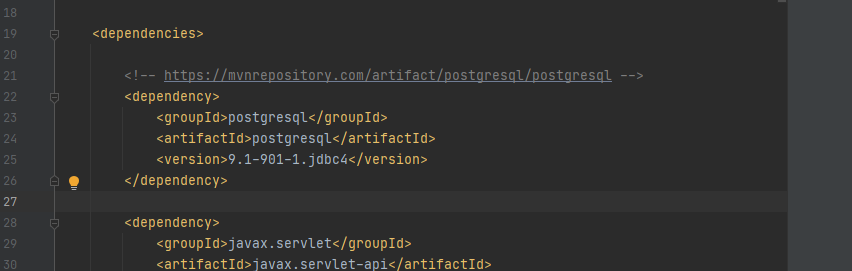 18
19 <dependencies>
20
21 <!-- https://mvnrepository.com/artifact/postgresql/postgresql -->
22 <dependency>
23 <groupId>postgresql</groupId>
24 <artifactId>postgresql</artifactId>
25 <version>9.1-901-1.jdbc4</version>
26 </dependency>
27
28 <dependency>
29 <groupId>javax.servlet</groupId>
30 <artifactId>javax.servlet-api</artifactId>